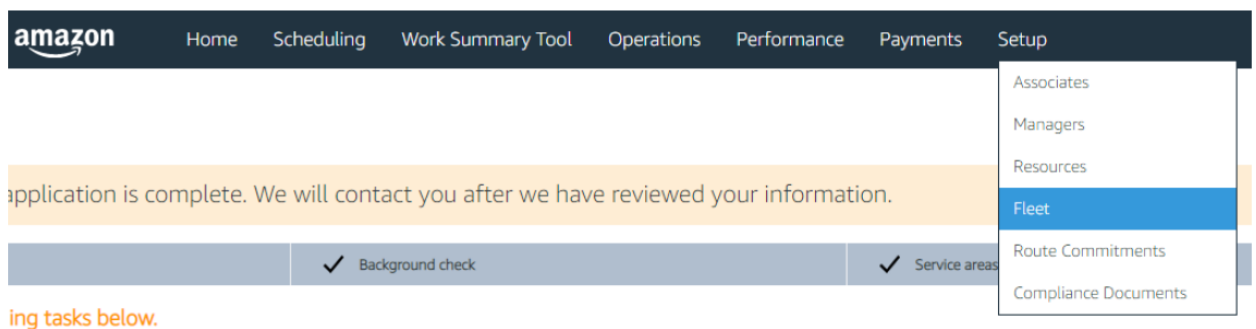 amazon Home Scheduling Work Summary Tool Operations Performance Payments Setup
Associates
Managers
Resources
application is complete. We will contact you after we have reviewed your information.
Fleet
Route Commitments
Background check Service areas
Compliance Documents
ing tasks below.